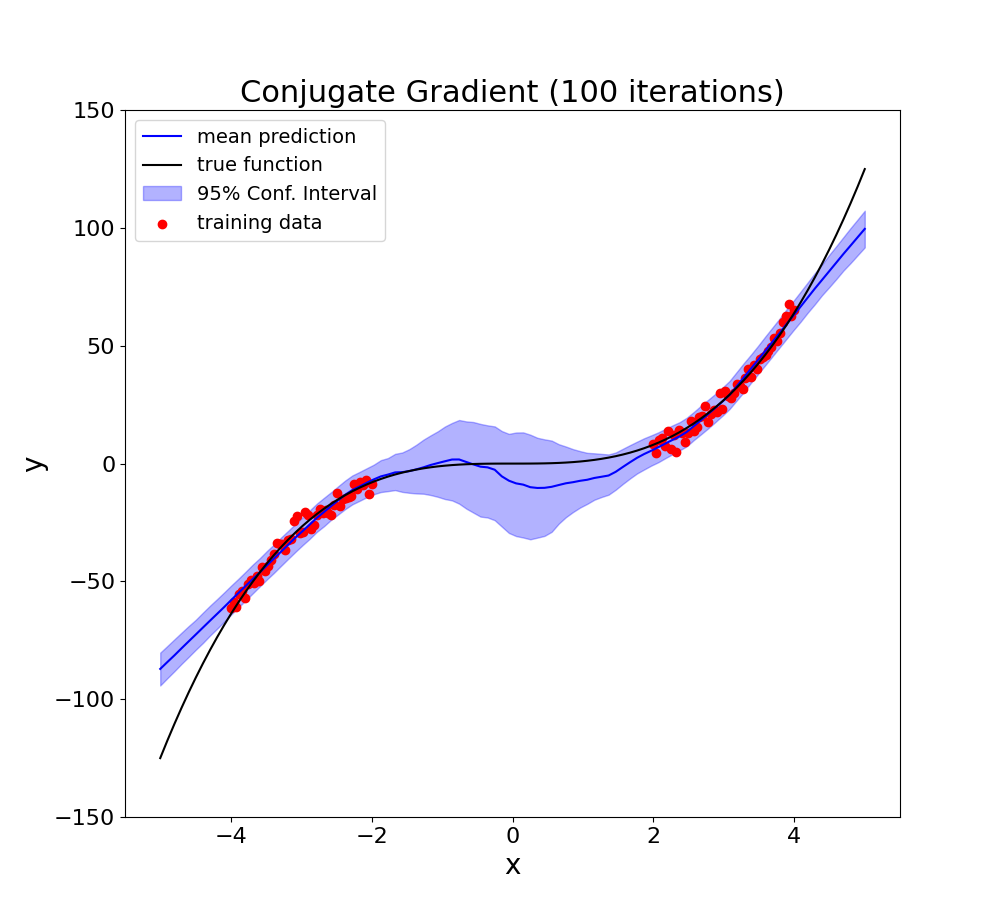 Conjugate Gradient (100 iterations)
150
100
50
0
−50
−100
−150
y
mean prediction
true function
95% Conf. Interval
training data
−4 −2 0 2 4
x